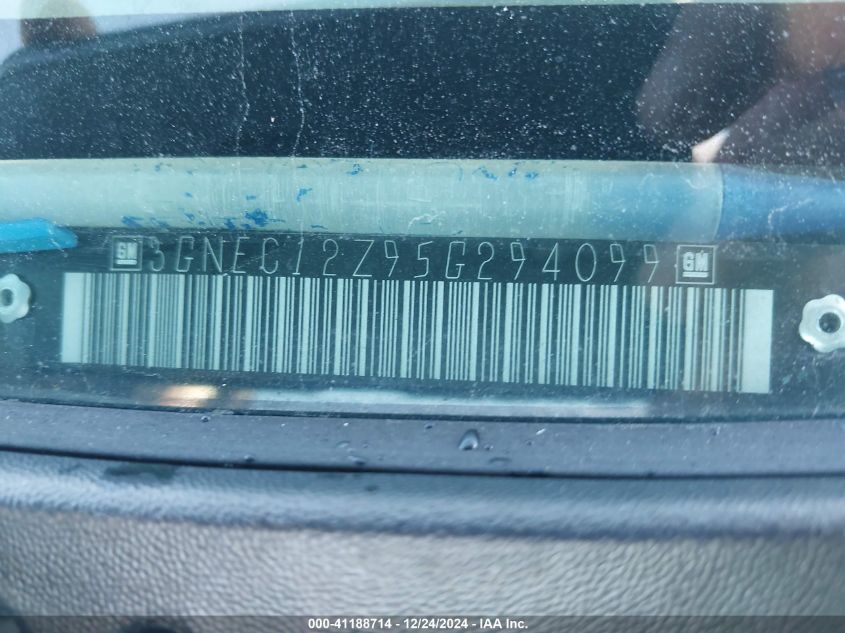 GM 3GNEC12Z95G294099 GM
000-41188714 - 12/24/2024 - IAA Inc.